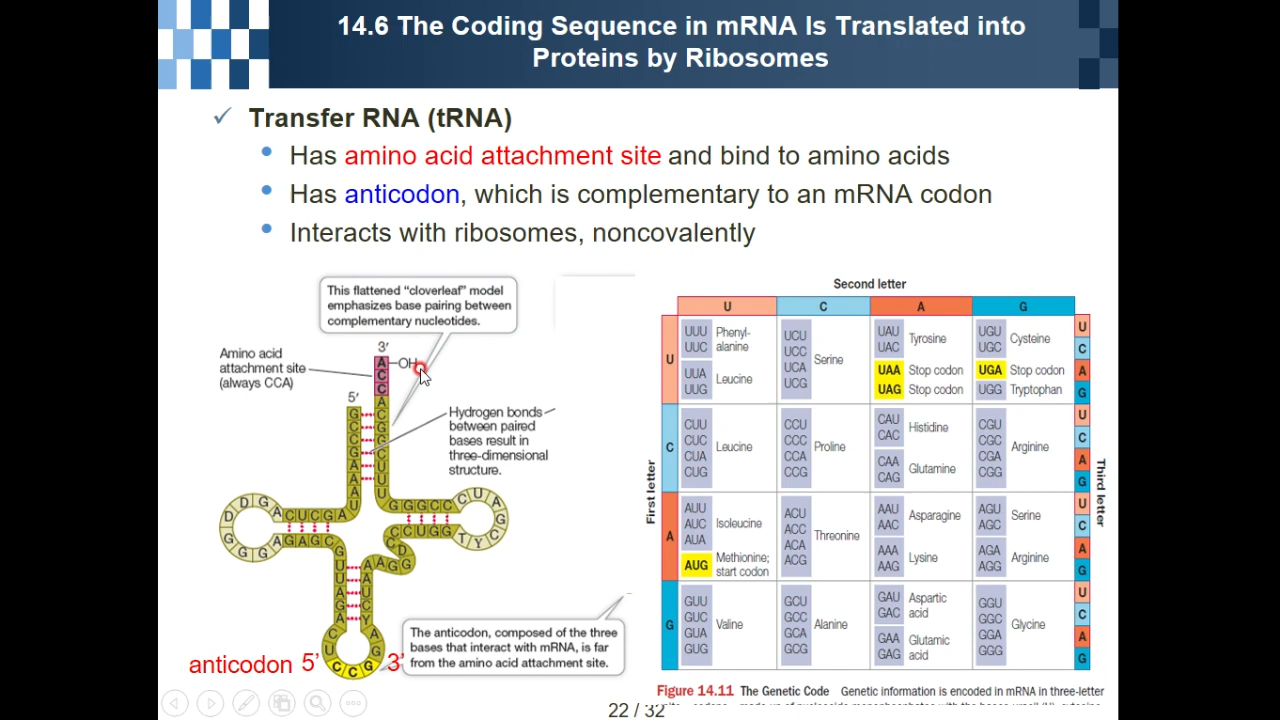 14.6 The Coding Sequence in mRNA Is Translated into
Proteins by Ribosomes
Transfer RNA (tRNA)
Has amino acid attachment site and bind to amino acids
Has anticodon, which is complementary to an mRNA codon
Interacts with ribosomes, noncovalently
This flattened “cloverleaf” model
emphasizes base pairing between
complementary nucleotides.
Amino acid
attachment site
(always CCA)
3′
A
OH
C
C
A
5′
Hydrogen bonds
between paired
bases result in
three-dimensional
structure.
The anticodon, composed of the three
bases that interact with mRNA, is far
from the amino acid attachment site.
anticodon 5’
C C G
3’
Second letter
U C A G
First letter
Third letter
U
UUU Phenyl-
UUC alanine
UUA Leucine
UUG
UCU
UCC Serine
UCA
UCG
UAU Tyrosine
UAC
UAA Stop codon
UAG Stop codon
UGU Cysteine
UGC
UGA Stop codon
UGG Tryptophan
U
C
A
G
C
CUU
CUC Leucine
CUA
CUG
CCU
CCC Proline
CCA
CCG
CAU Histidine
CAC
CAA Glutamine
CAG
CGU
CGC Arginine
CGA
CGG
U
C
A
G
A
AUU
AUC Isoleucine
AUA
AUG Methionine;
start codon
ACU
ACC Threonine
ACA
ACG
AAU Asparagine
AAC
AAA Lysine
AAG
AGU Serine
AGC
AGA Arginine
AGG
U
C
A
G
G
GUU
GUC Valine
GUA
GUG
GCU
GCC Alanine
GCA
GCG
GAU Aspartic
GAC acid
GAA Glutamic
GAG acid
GGU
GGC Glycine
GGA
GGG
U
C
A
G
Figure 14.11 The Genetic Code Genetic information is encoded in mRNA in three-letter
22 / 32